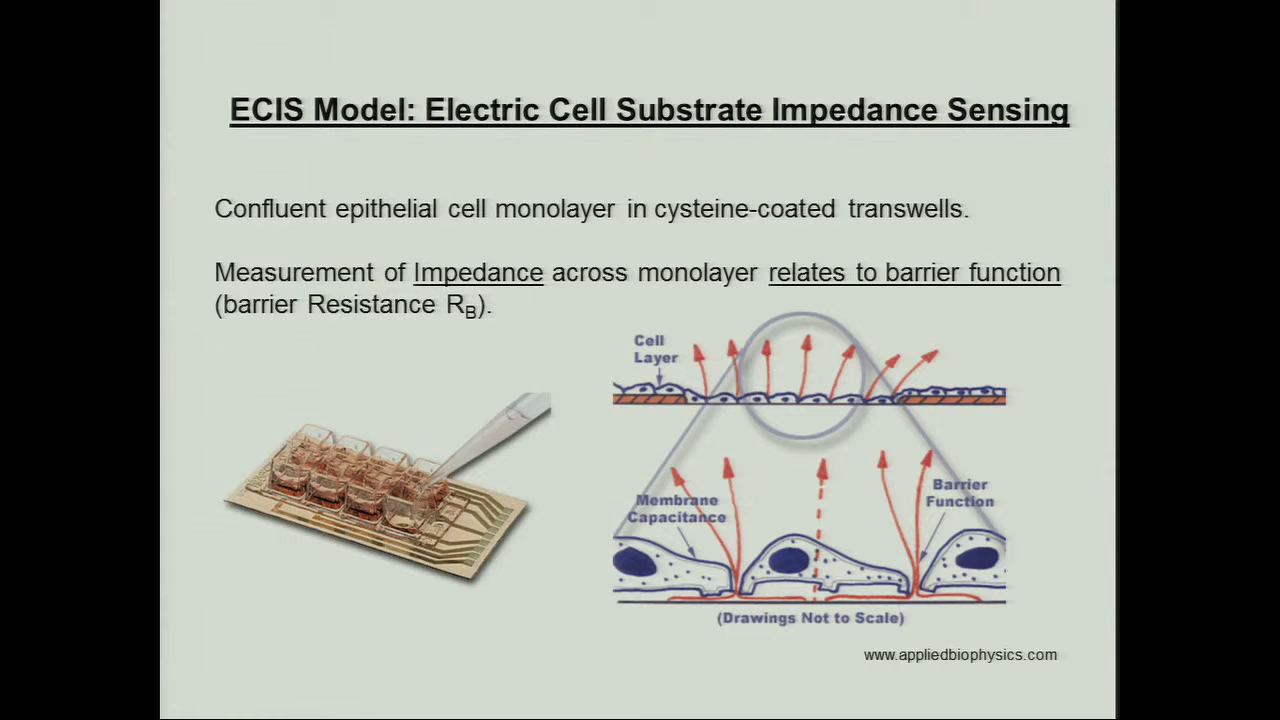 ECIS Model: Electric Cell Substrate Impedance Sensing
Confluent epithelial cell monolayer in cysteine-coated transwells.
Measurement of Impedance across monolayer relates to barrier function
(barrier Resistance RB).
Cell
Layer
Membrane
Capacitance
Barrier
Function
(Drawings Not to Scale)
www.appliedbiophysics.com